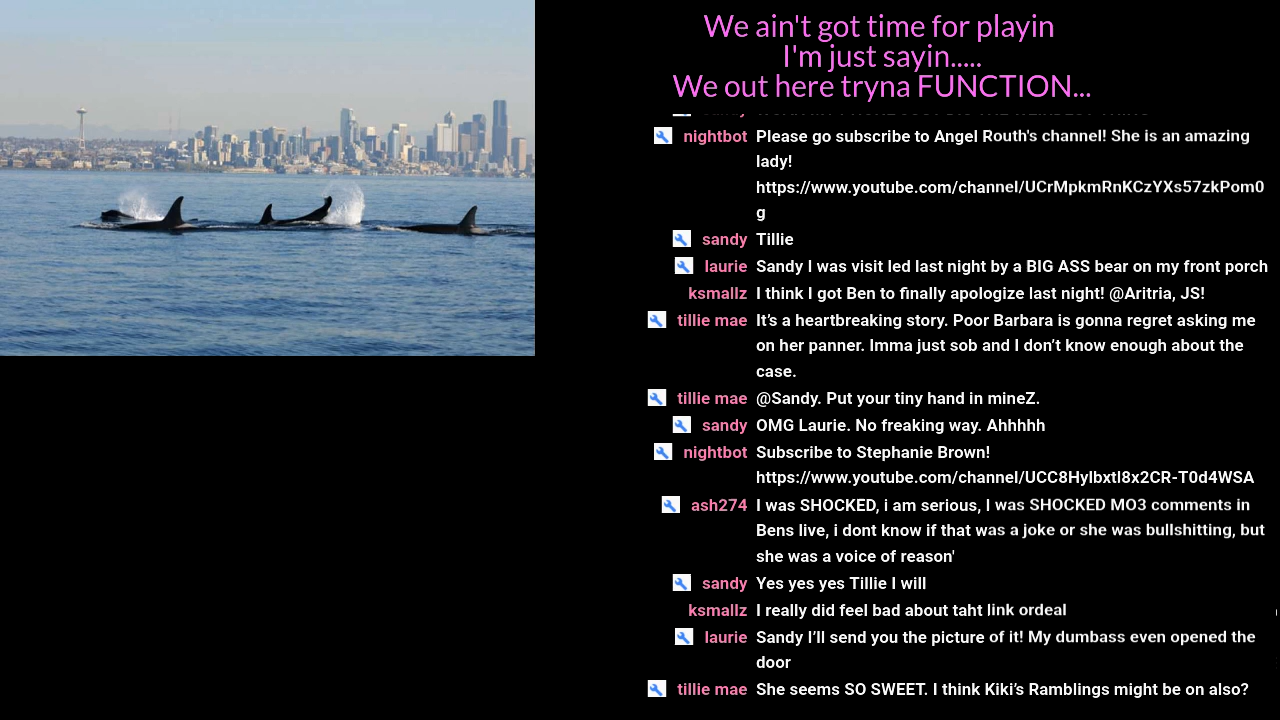 We ain't got time for playin
I'm just sayin.....
We out here tryna FUNCTION...
nightbot Please go subscribe to Angel Routh's channel! She is an amazing
lady!
https://www.youtube.com/channel/UCrMpkmRnKCzYXs57zkPom0
g
sandy Tillie
laurie Sandy I was visit led last night by a BIG ASS bear on my front porch
ksmallz I think I got Ben to finally apologize last night! @Aritria, JS!
tillie mae It’s a heartbreaking story. Poor Barbara is gonna regret asking me
on her panner. Imma just sob and I don’t know enough about the
case.
tillie mae @Sandy. Put your tiny hand in mineZ.
sandy OMG Laurie. No freaking way. Ahhhhh
nightbot Subscribe to Stephanie Brown!
https://www.youtube.com/channel/UCC8HylbxtI8x2CR-T0d4WSA
ash274 I was SHOCKED, i am serious, I was SHOCKED MO3 comments in
Bens live, i dont know if that was a joke or she was bullshitting, but
she was a voice of reason'
sandy Yes yes yes Tillie I will
ksmallz I really did feel bad about taht link ordeal
laurie Sandy I’ll send you the picture of it! My dumbass even opened the
door
tillie mae She seems SO SWEET. I think Kiki’s Ramblings might be on also?